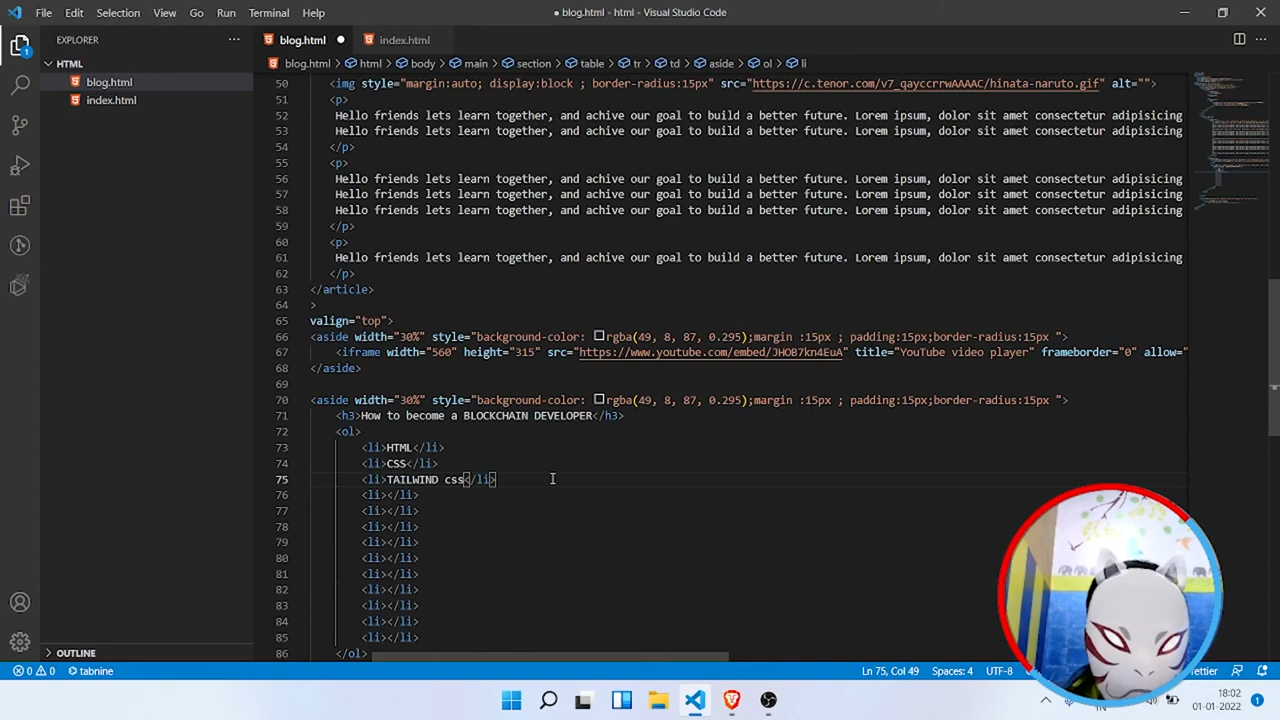 File Edit Selection View Go Run Terminal Help
● blog.html - html - Visual Studio Code
EXPLORER ...
blog.html ● index.html
HTML
blog.html > html > body > main > section > table > tr > td > aside > ol > li
1
blog.html
index.html
50 <img style="margin:auto; display:block ; border-radius:15px" src="https://c.tenor.com/v7_qayccrrwAAAAC/hinata-naruto.gif" alt="">
51 <p>
52 Hello friends lets learn together, and achive our goal to build a better future. Lorem ipsum, dolor sit amet consectetur adipisicing
53 Hello friends lets learn together, and achive our goal to build a better future. Lorem ipsum, dolor sit amet consectetur adipisicing
54 </p>
55 <p>
56 Hello friends lets learn together, and achive our goal to build a better future. Lorem ipsum, dolor sit amet consectetur adipisicing
57 Hello friends lets learn together, and achive our goal to build a better future. Lorem ipsum, dolor sit amet consectetur adipisicing
58 Hello friends lets learn together, and achive our goal to build a better future. Lorem ipsum, dolor sit amet consectetur adipisicing
59 </p>
60 <p>
61 Hello friends lets learn together, and achive our goal to build a better future. Lorem ipsum, dolor sit amet consectetur adipisicing
62 </p>
63 </article>
64 >
65 valign="top">
66 <aside width="30%" style="background-color: rgba(49, 8, 87, 0.295);margin :15px ; padding:15px;border-radius:15px ">
67 <iframe width="560" height="315" src="https://www.youtube.com/embed/JHOB7kn4EuA" title="YouTube video player" frameborder="0" allow="
68 </aside>
69
70 <aside width="30%" style="background-color: rgba(49, 8, 87, 0.295);margin :15px ; padding:15px;border-radius:15px ">
71 <h3>How to become a BLOCKCHAIN DEVELOPER</h3>
72 <ol>
73 <li>HTML</li>
74 <li>CSS</li>
75 <li>TAILWIND css</li>
76 <li></li>
77 <li></li>
78 <li></li>
79 <li></li>
80 <li></li>
81 <li></li>
82 <li></li>
83 <li></li>
84 <li></li>
85 <li></li>
86 </ol>
OUTLINE
0 0 tabnine Ln 75, Col 49 Spaces: 4 UTF-8 ettier
18:02
01-01-2022
1